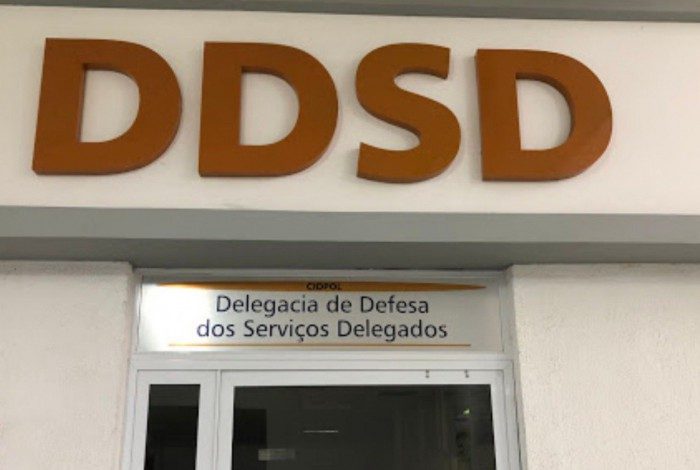 DDSD
CIDPOL
Delegacia de Defesa
dos Serviços Delegados